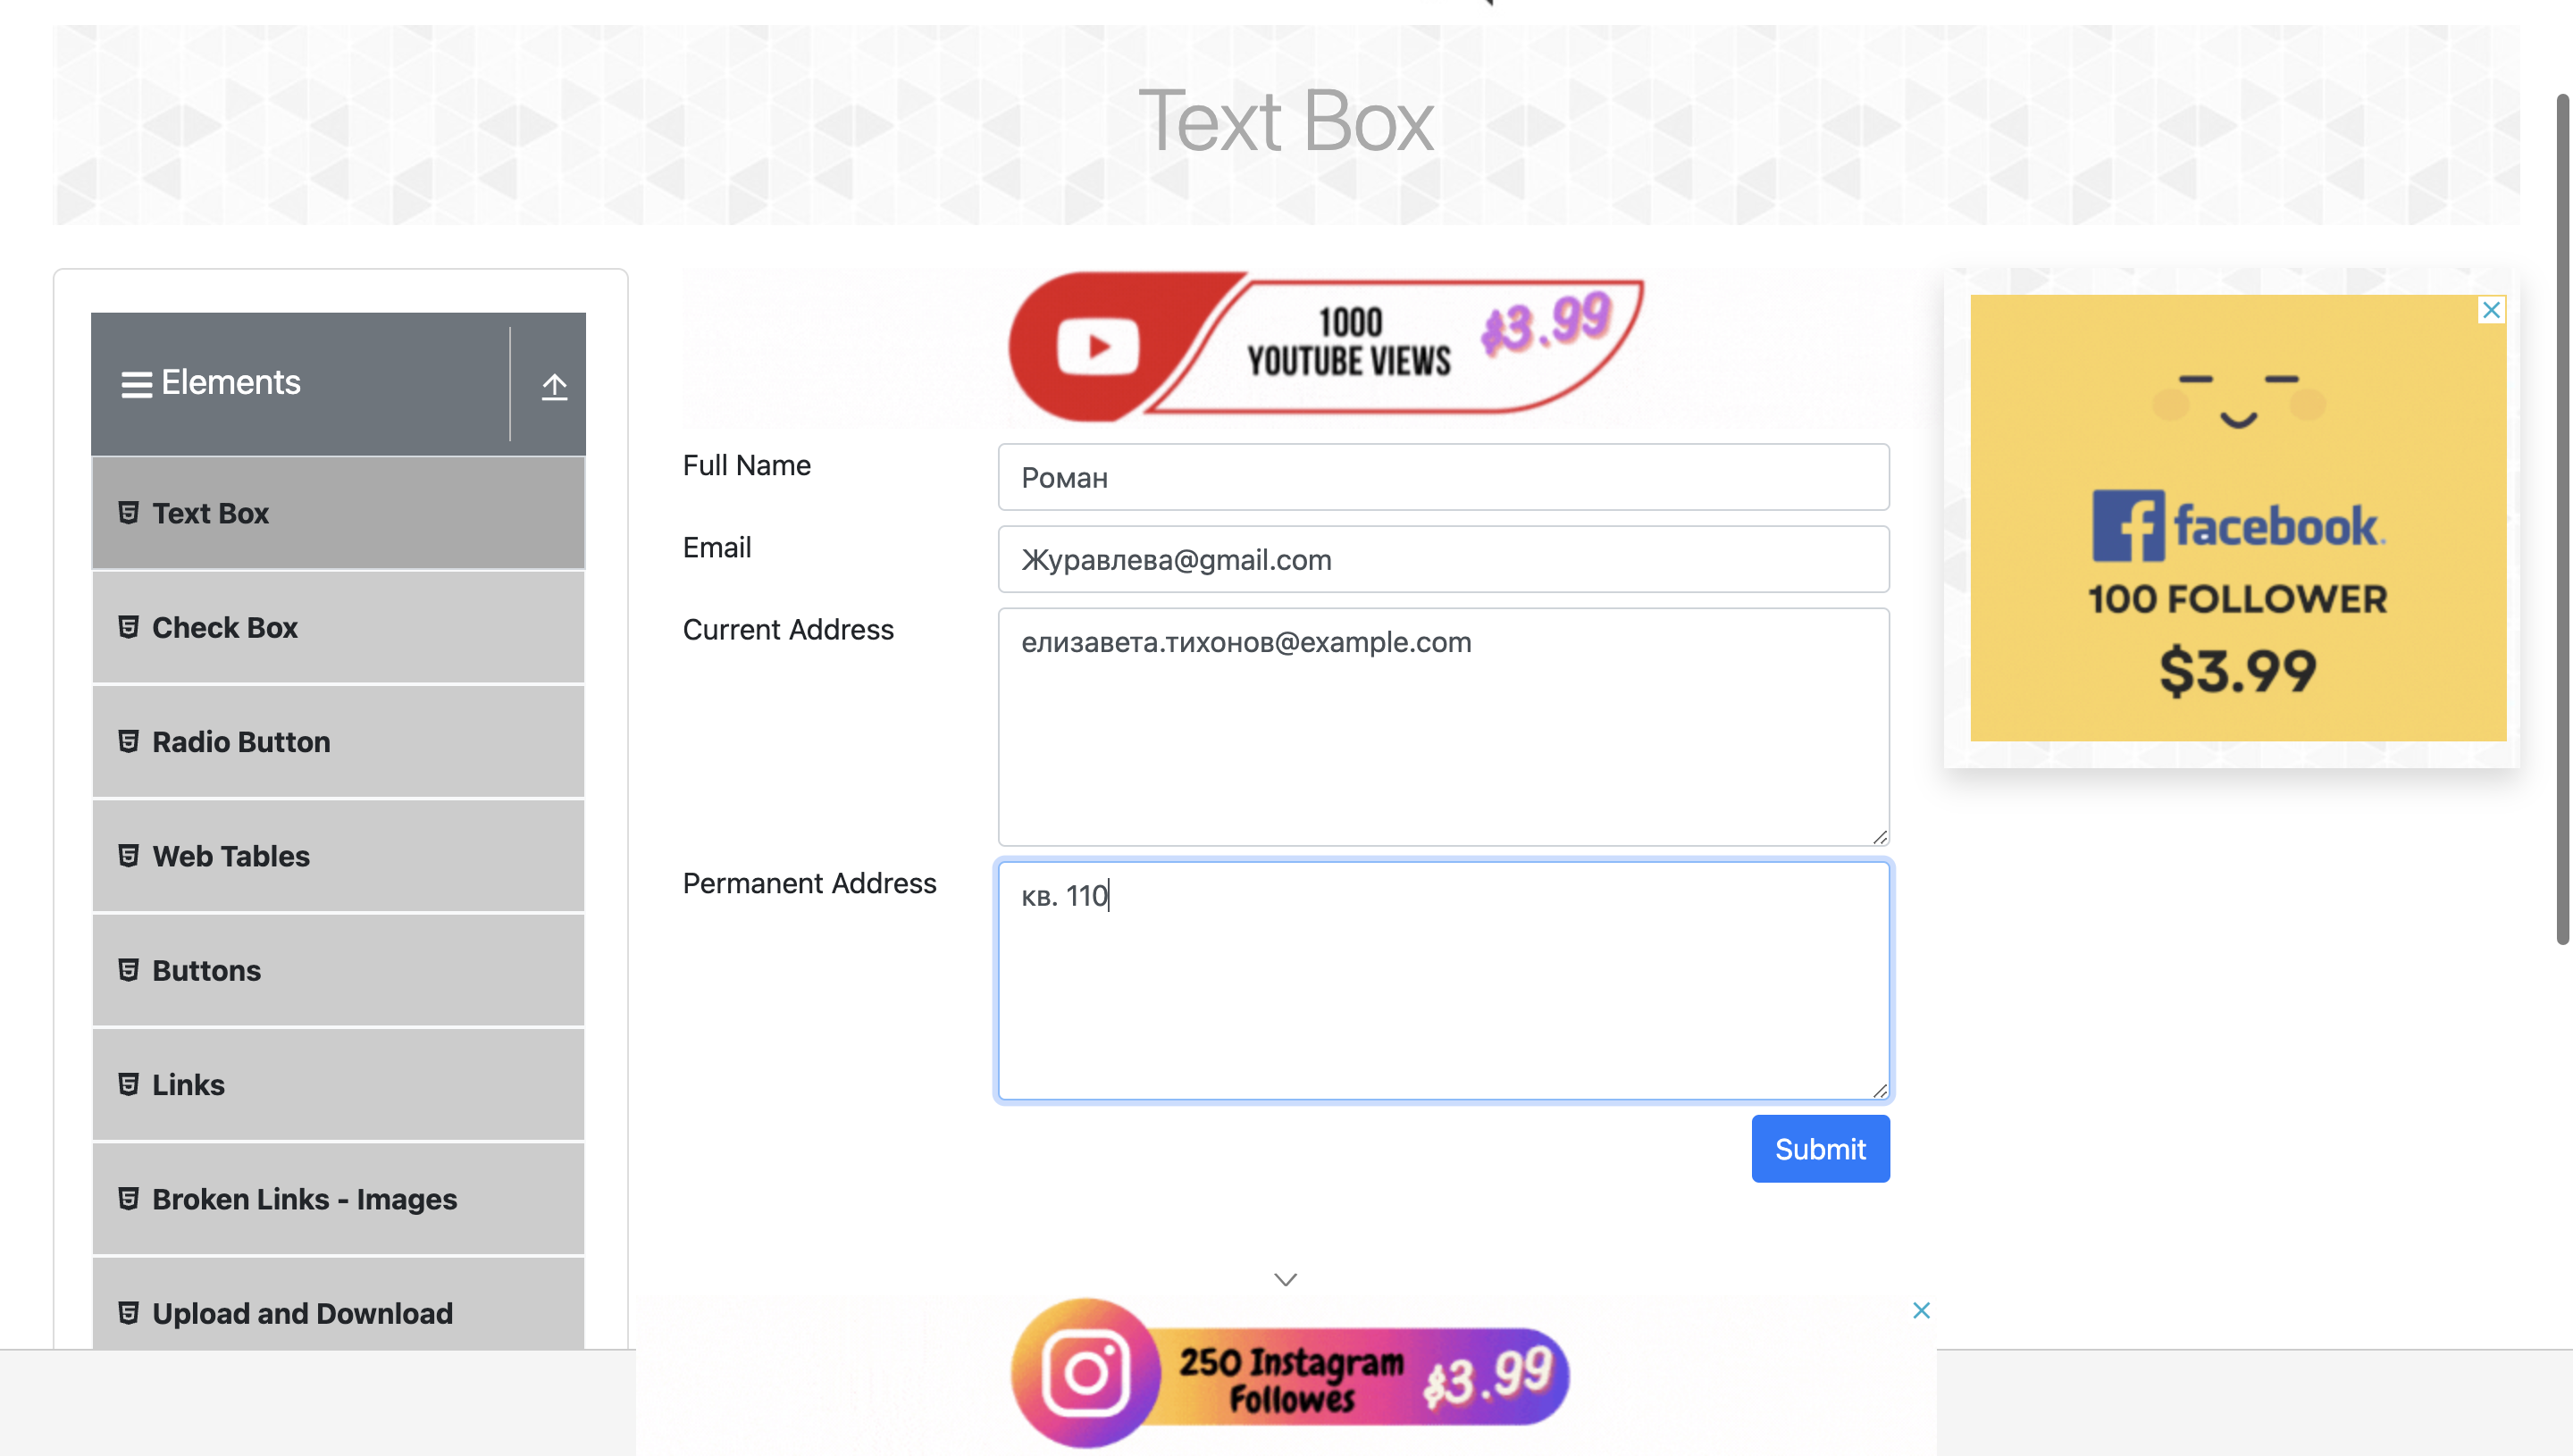 Text Box
Elements
Text Box
Check Box
Radio Button
Web Tables
Buttons
Links
Broken Links - Images
Upload and Download
1000
YOUTUBE VIEWS
$3.99
Full Name
Роман
Email
Журавлева@gmail.com
Current Address
елизавета.тихонов@example.com
Permanent Address
кв. 110
Submit
facebook.
100 FOLLOWER
$3.99
250 Instagram
Followes
$3.99